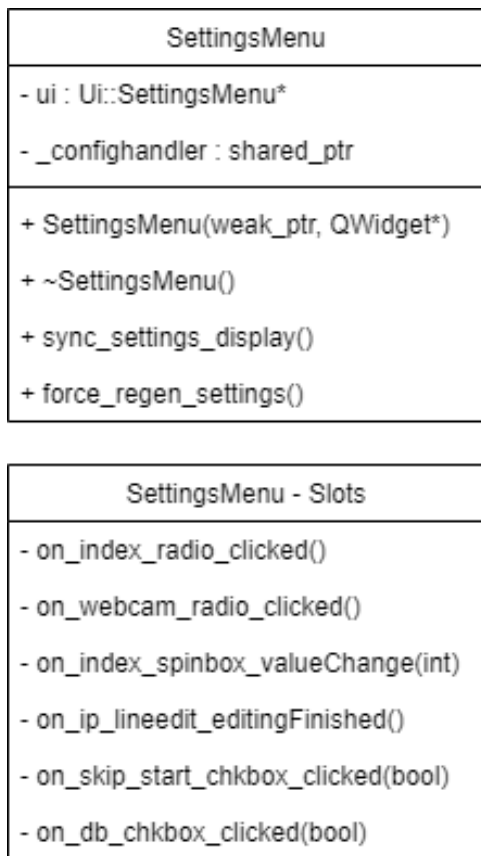 SettingsMenu
- ui : Ui::SettingsMenu*
- _confighandler : shared_ptr
+ SettingsMenu(weak_ptr, QWidget*)
+ ~SettingsMenu()
+ sync_settings_display()
+ force_regen_settings()
SettingsMenu - Slots
- on_index_radio_clicked()
- on_webcam_radio_clicked()
- on_index_spinbox_valueChange(int)
- on_ip_lineedit_editingFinished()
- on_skip_start_chkbox_clicked(bool)
- on_db_chkbox_clicked(bool)